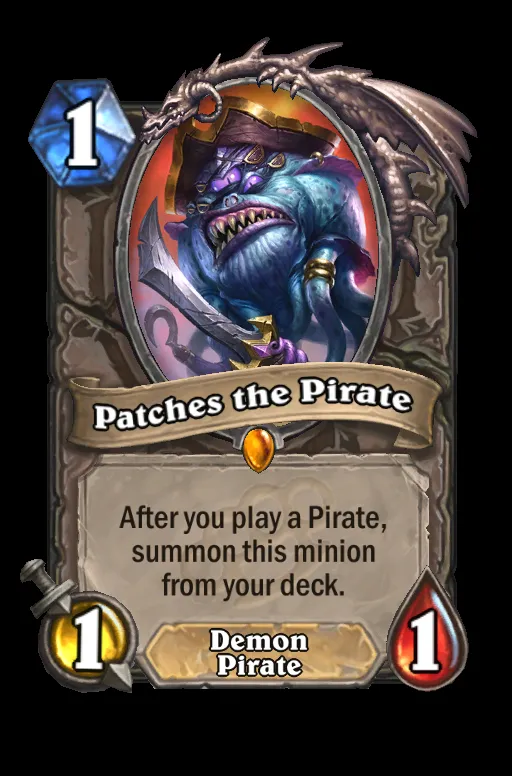 1
Patches the Pirate
After you play a Pirate,
summon this minion
from your deck.
1
Demon
Pirate
1